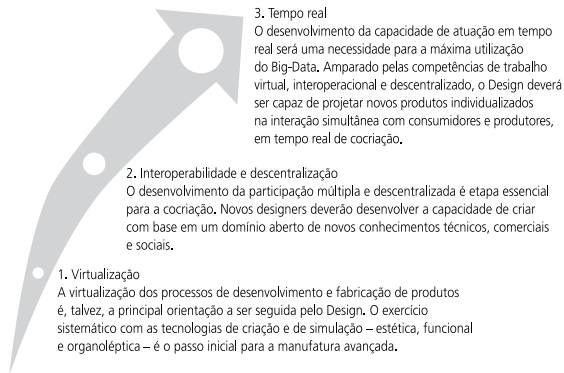 3. Tempo real
O desenvolvimento da capacidade de atuação em tempo
real será uma necessidade para a máxima utilização
do Big-Data. Amparado pelas competências de trabalho
virtual, interoperacional e descentralizado, o Design deverá
ser capaz de projetar novos produtos individualizados
na interação simultânea com consumidores e produtores,
em tempo real de cocriação.
2. Interoperabilidade e descentralização
O desenvolvimento da participação múltipla e descentralizada é etapa essencial
para a cocriação. Novos designers deverão desenvolver a capacidade de criar
com base em um domínio aberto de novos conhecimentos técnicos, comerciais
e sociais.
1. Virtualização
A virtualização dos processos de desenvolvimento e fabricação de produtos
é, talvez, a principal orientação a ser seguida pelo Design. O exercício
sistemático com as tecnologias de criação e de simulação – estética, funcional
e organoléptica – é o passo inicial para a manufatura avançada.